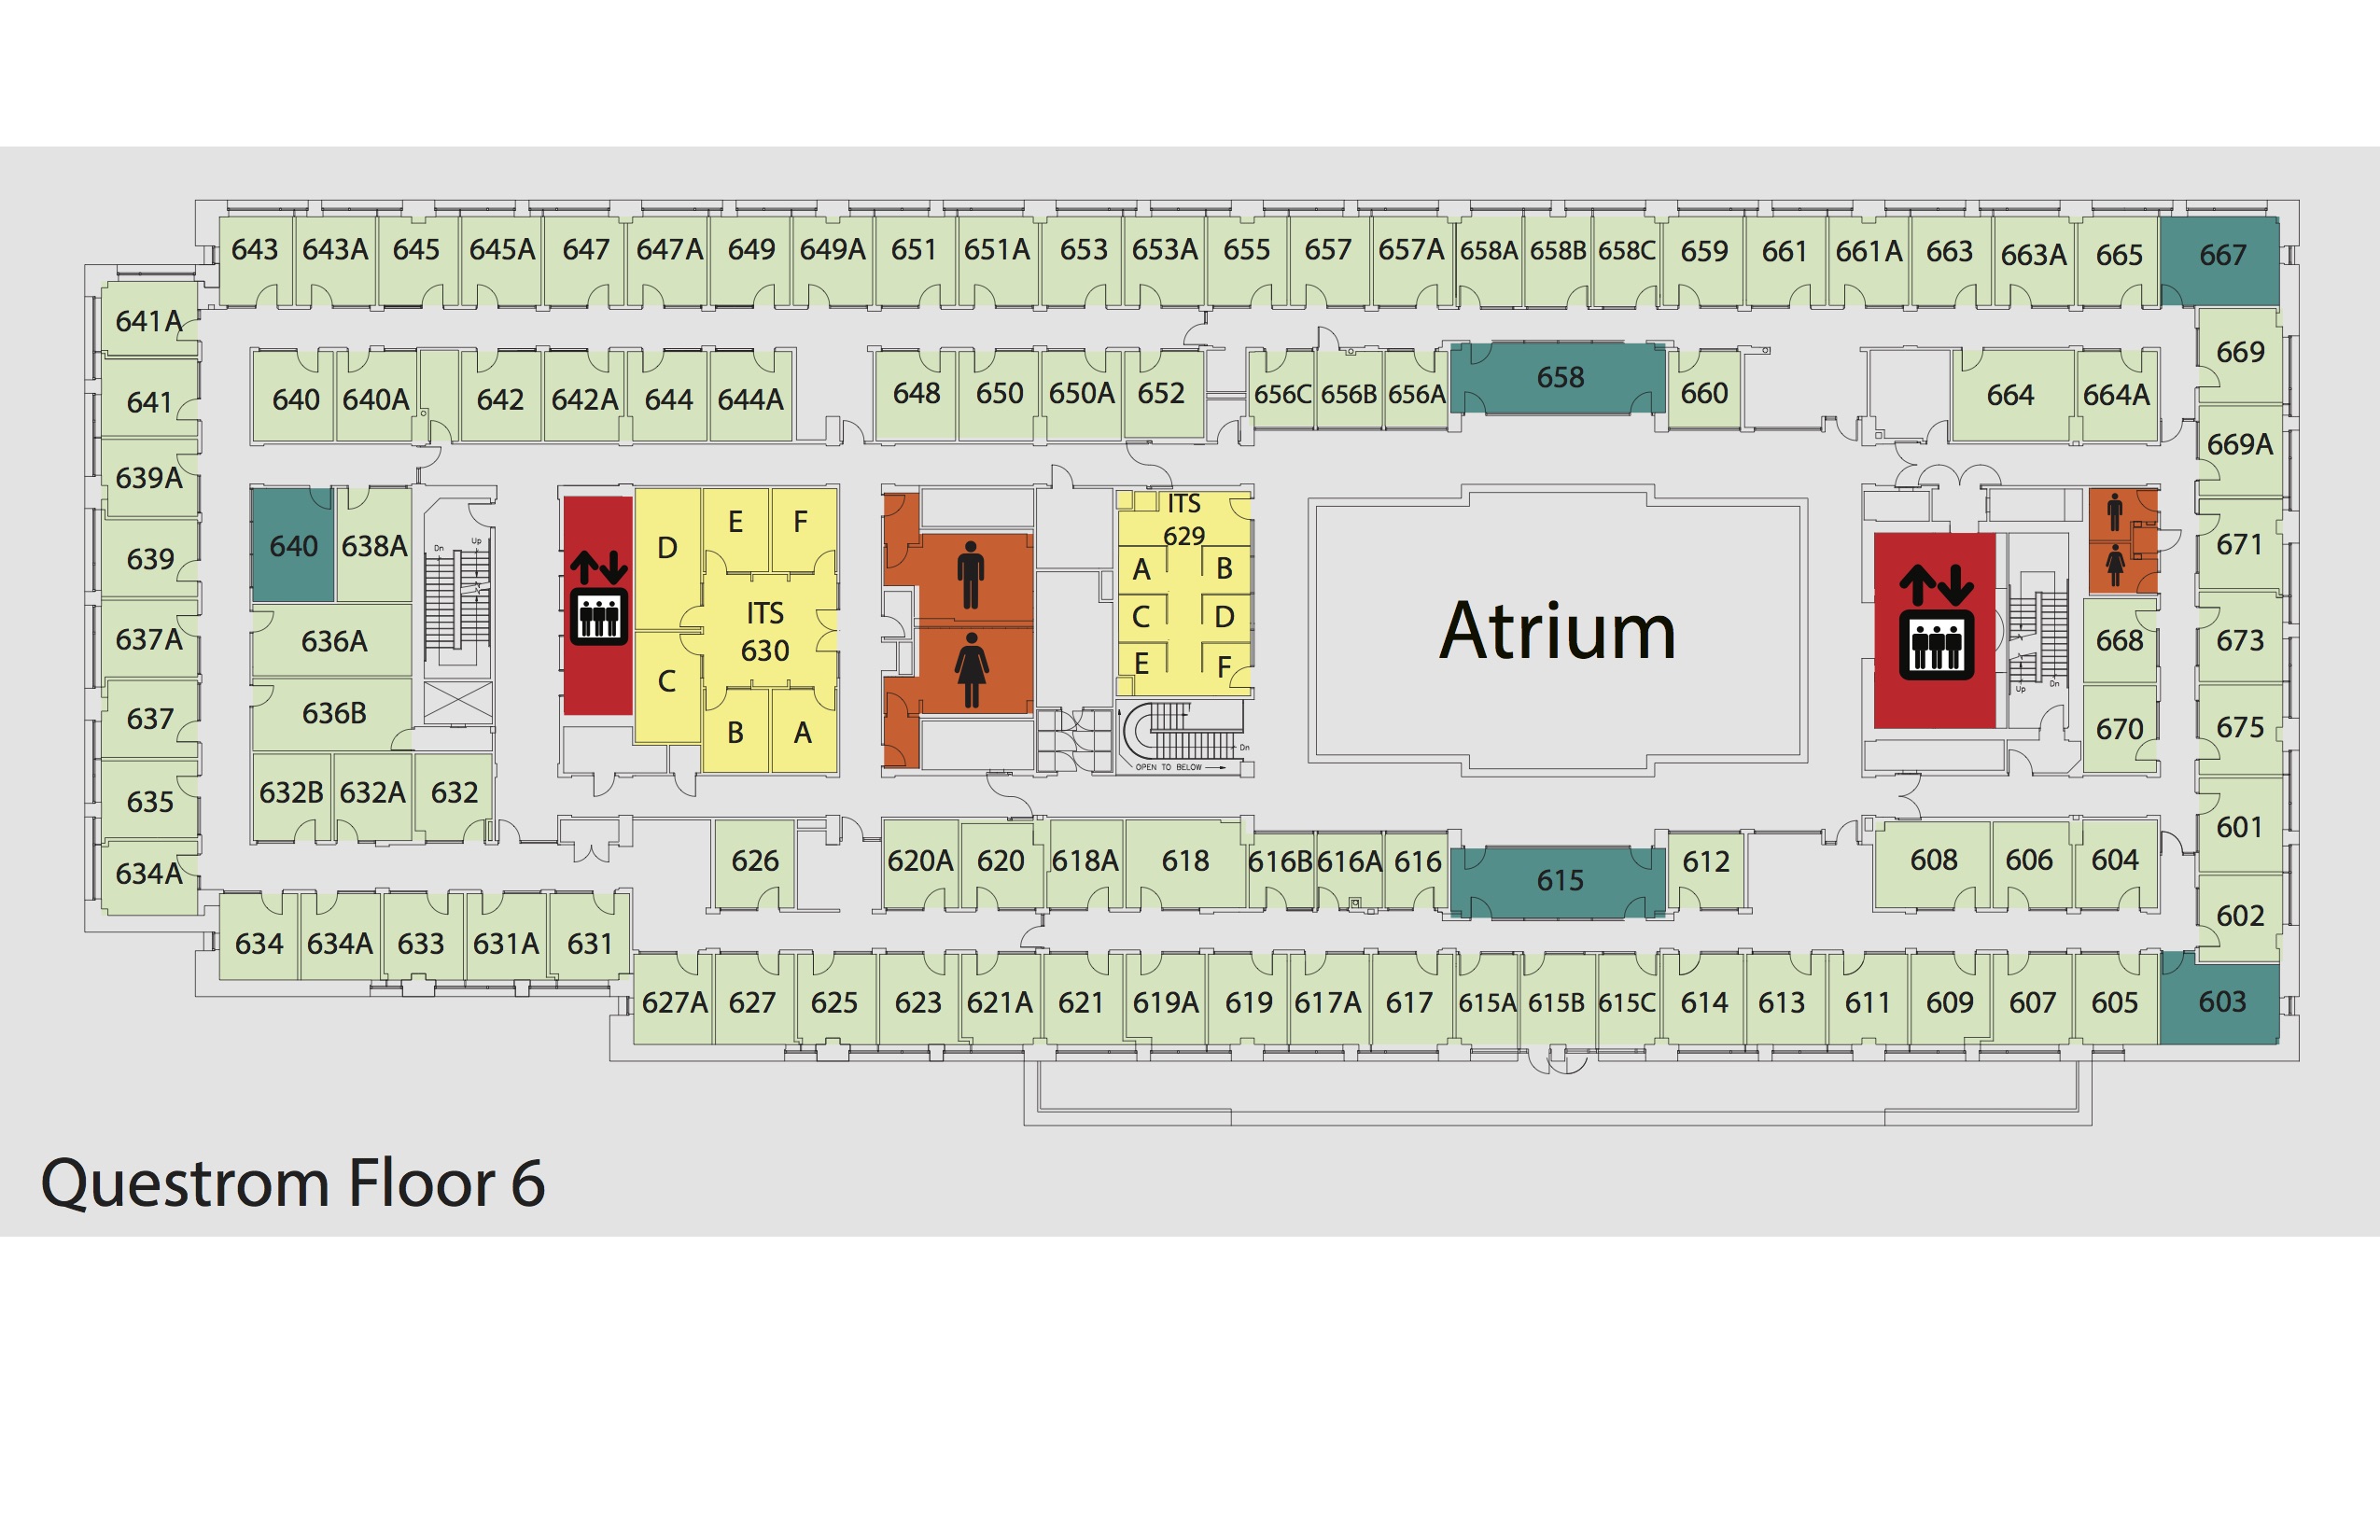 643 643A 645 645A 647 647A 649 649A 651 651A 653 653A 655 657 657A 658A 658B 658C 659 661 661A 663 663A 665 667
641A
669
641 640 640A 642 642A 644 644A 648 650 650A 652 656C 656B 656A 658 660 664 664A
669A
639A
E F
ITS
629
D
640 638A
639
A B
671
ITS
630
C D
Atrium
637A 636A
668 673
E F
C
637 636B
B A
670 675
Dn Up
Up Dn
Dn
OPEN TO BELOW
635 632B 632A 632
601
634A
626 620A 620 618A 618 616B 616A 616 615 612 608 606 604
602
634 634A 633 631A 631
627A 627 625 623 621A 621 619A 619 617A 617 615A 615B 615C 614 613 611 609 607 605 603
Questrom Floor 6